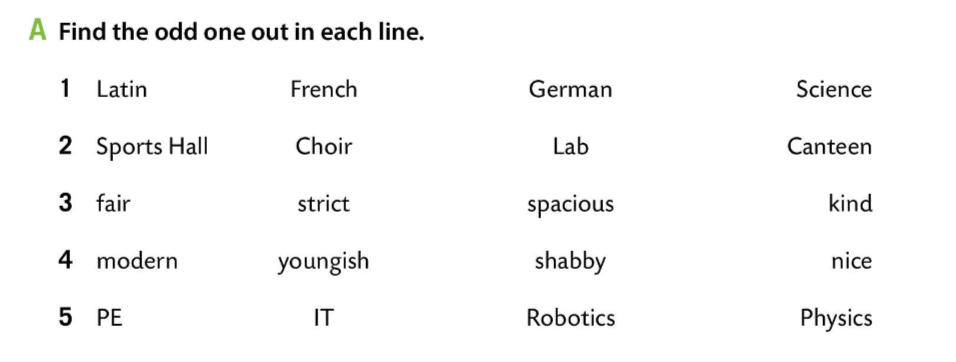 A Find the odd one out in each line.
1 Latin French German Science
2 Sports Hall Choir Lab Canteen
3 fair strict spacious kind
4 modern youngish shabby nice
5 PE IT Robotics Physics